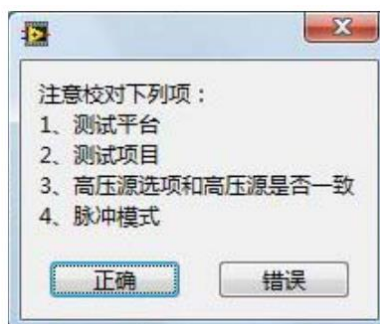 注意校对下列项：
1、测试平台
2、测试项目
3、高压源选项和高压源是否一致
4、脉冲模式
正确
错误